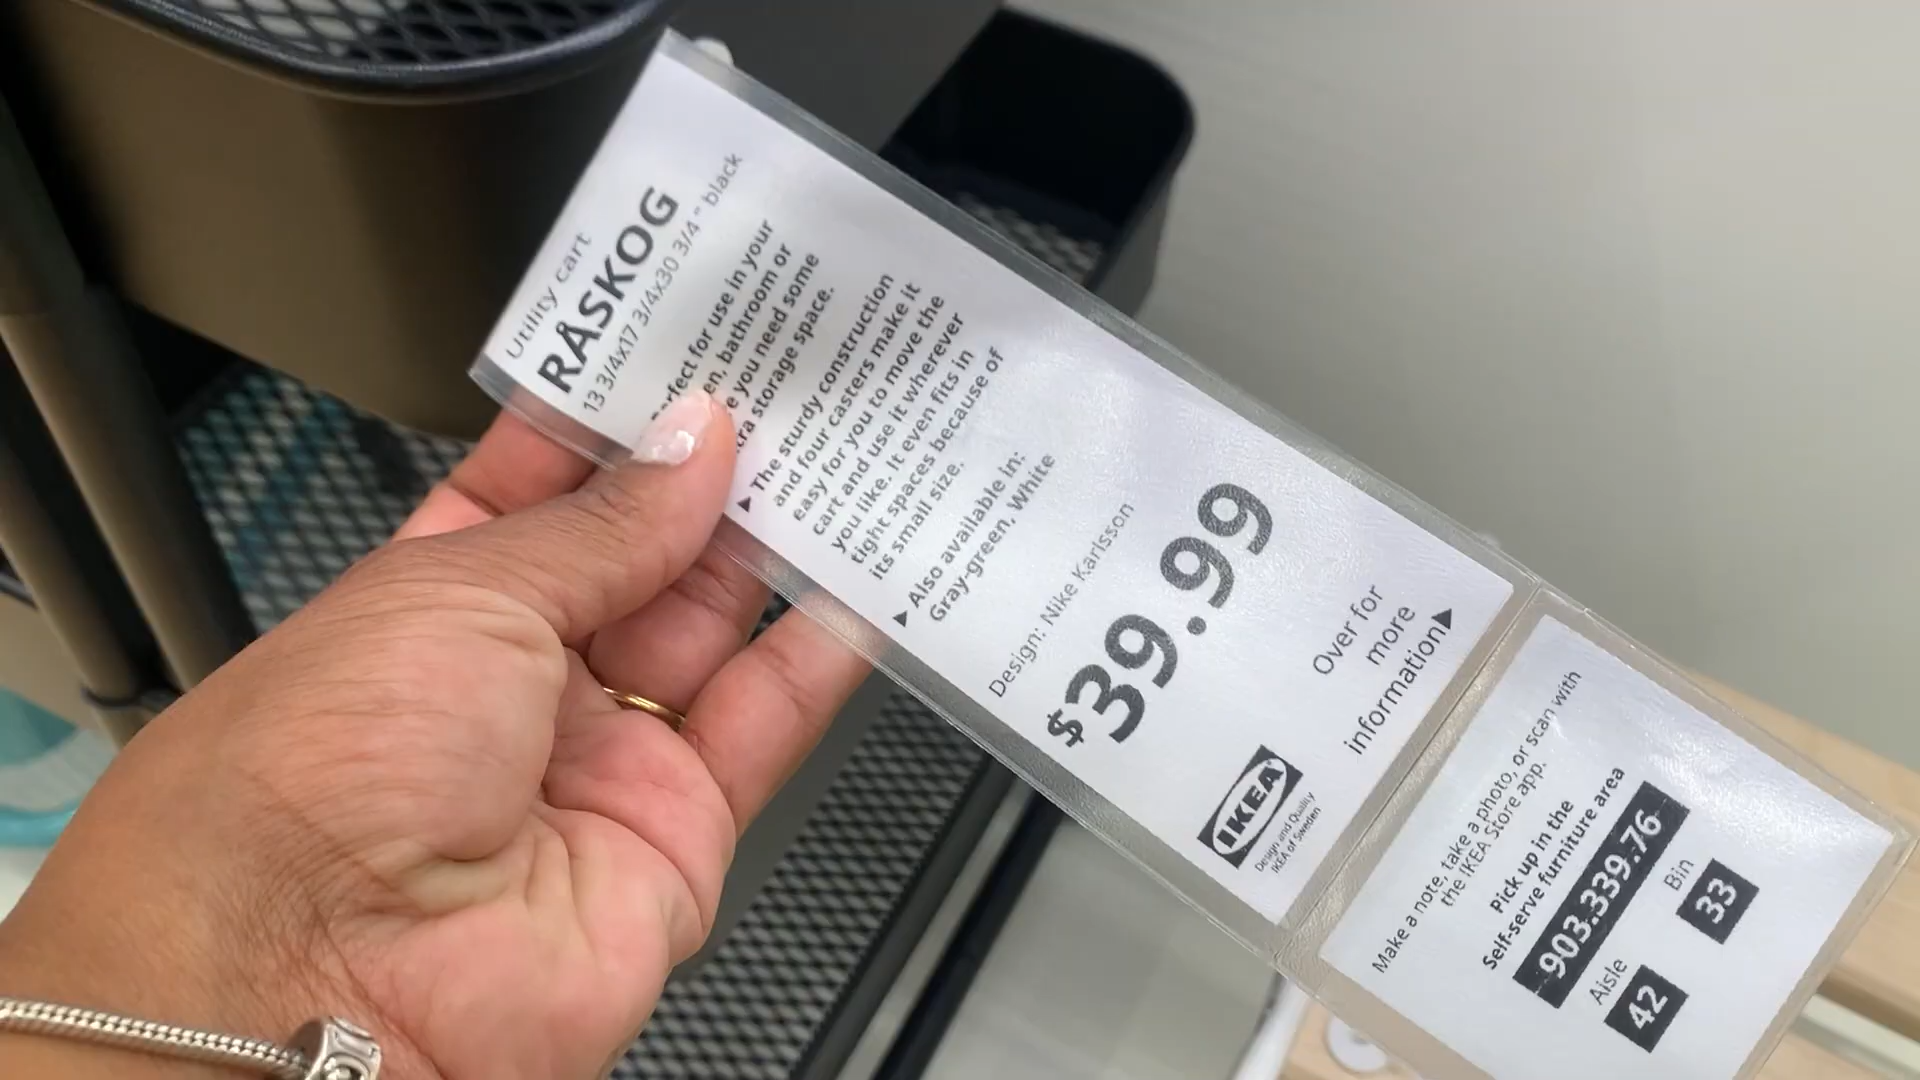 Utility cart
RÅSKOG
13 3/4x17 3/4x30 3/4 " black
for use in your
bathroom or
you need some
storage space.
▶ The sturdy construction
and four casters make it
easy for you to move the
cart and use it wherever
you like. It even fits in
tight spaces because of
its small size.
▶ Also available in:
Gray-green, White
Design: Nike Karlsson
$39.99
Over for
more
information▶
IKEA
Design and Quality
IKEA of Sweden
Make a note, take a photo, or scan with
the IKEA Store app.
Pick up in the
Self-serve furniture area
903.339.76
Aisle Bin
42 33